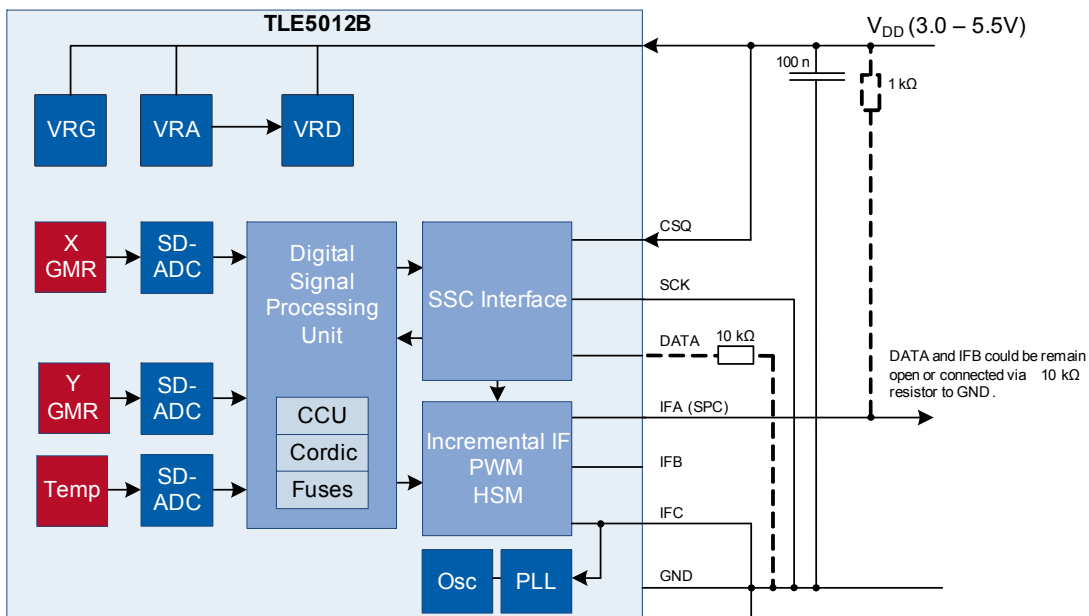 TLE5012B
VDD (3.0 – 5.5V)
100 n
1 kΩ
VRG
VRA
VRD
CSQ
X
GMR
SD-
ADC
Digital
Signal
Processing
Unit
SSC Interface
SCK
DATA
10 kΩ
DATA and IFB could be remain
open or connected via 10 kΩ
resistor to GND.
Y
GMR
SD-
ADC
CCU
Cordic
Fuses
Incremental IF
PWM
HSM
IFA (SPC)
IFB
IFC
Temp
SD-
ADC
Osc
PLL
GND